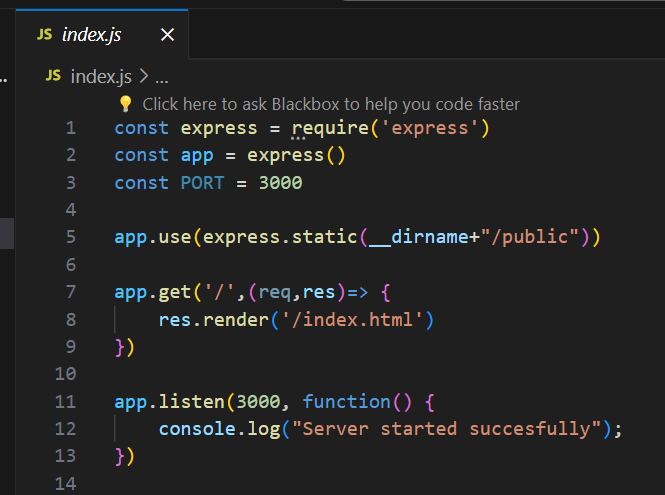 JS index.js ×
JS index.js > ...
Click here to ask Blackbox to help you code faster
1 const express = require('express')
2 const app = express()
3 const PORT = 3000
4
5 app.use(express.static(__dirname+"/public"))
6
7 app.get('/',(req,res)=> {
8 res.render('/index.html')
9 })
10
11 app.listen(3000, function() {
12 console.log("Server started succesfully");
13 })
14